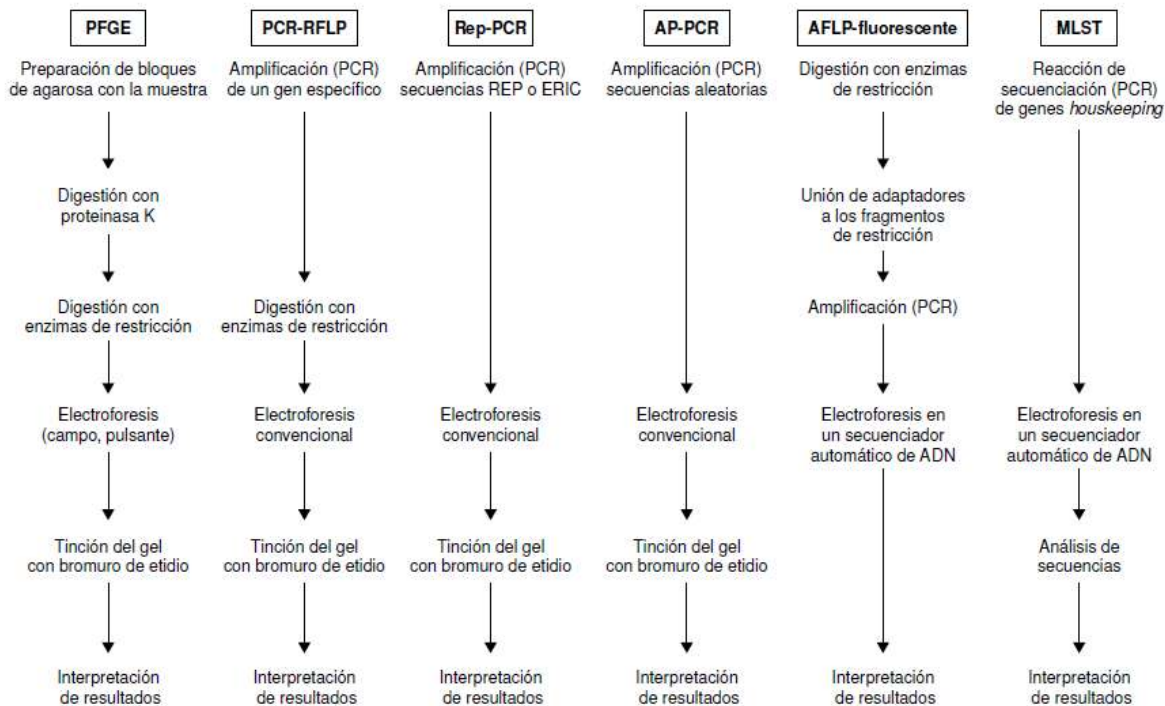 PFGE
Preparación de bloques
de agarosa con la muestra
Digestión con
proteinasa K
Digestión con
enzimas de restricción
Electroforesis
(campo, pulsante)
Tinción del gel
con bromuro de etidio
Interpretación
de resultados
PCR-RFLP
Amplificación (PCR)
de un gen específico
Digestión con
enzimas de restricción
Electroforesis
convencional
Tinción del gel
con bromuro de etidio
Interpretación
de resultados
Rep-PCR
Amplificación (PCR)
secuencias REP o ERIC
Electroforesis
convencional
Tinción del gel
con bromuro de etidio
Interpretación
de resultados
AP-PCR
Amplificación (PCR)
secuencias aleatorias
Electroforesis
convencional
Tinción del gel
con bromuro de etidio
Interpretación
de resultados
AFLP-fluorescente
Digestión con enzimas
de restricción
Unión de adaptadores
a los fragmentos
de restricción
Amplificación (PCR)
Electroforesis en
un secuenciador
automático de ADN
Interpretación
de resultados
MLST
Reacción de
secuenciación (PCR)
de genes houskeeping
Electroforesis en
un secuenciador
automático de ADN
Análisis de
secuencias
Interpretación
de resultados